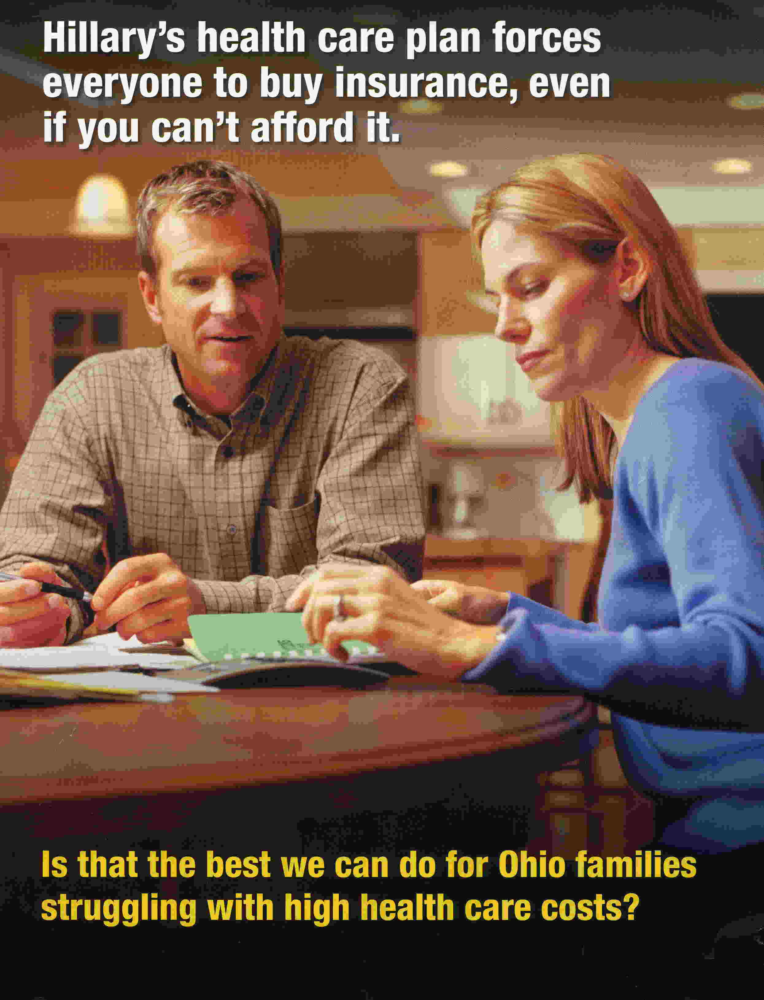 Hillary’s health care plan forces
everyone to buy insurance, even
if you can’t afford it.
Is that the best we can do for Ohio families
struggling with high health care costs?